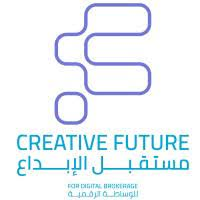 CREATIVE FUTURE
مستقبل الإبداع
FOR DIGITAL BROKERAGE
للوساطة الرقمية